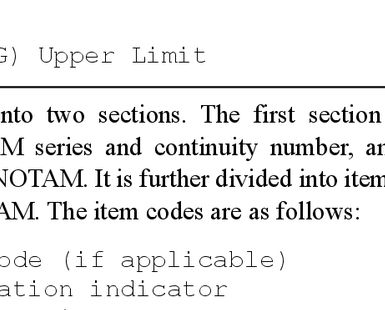 G) Upper Limit
nto two sections. The first section
M series and continuity number, an
NOTAM. It is further divided into item
AM. The item codes are as follows:
ode (if applicable)
ation indicator